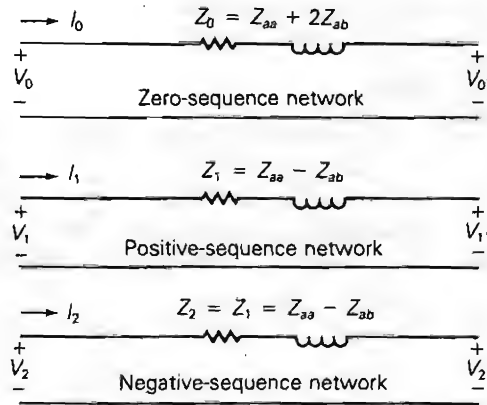 I₀ Z₀ = Zaa + 2Zab
+ +
V₀ V₀
− −
Zero-sequence network
I₁ Z₁ = Zaa − Zab
+ +
V₁ V₁
− −
Positive-sequence network
I₂ Z₂ = Z₁ = Zaa − Zab
+ +
V₂ V₂
− −
Negative-sequence network